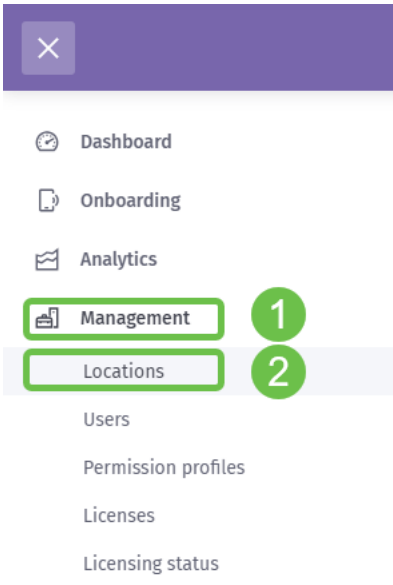 Dashboard
Onboarding
Analytics
Management 1
Locations 2
Users
Permission profiles
Licenses
Licensing status